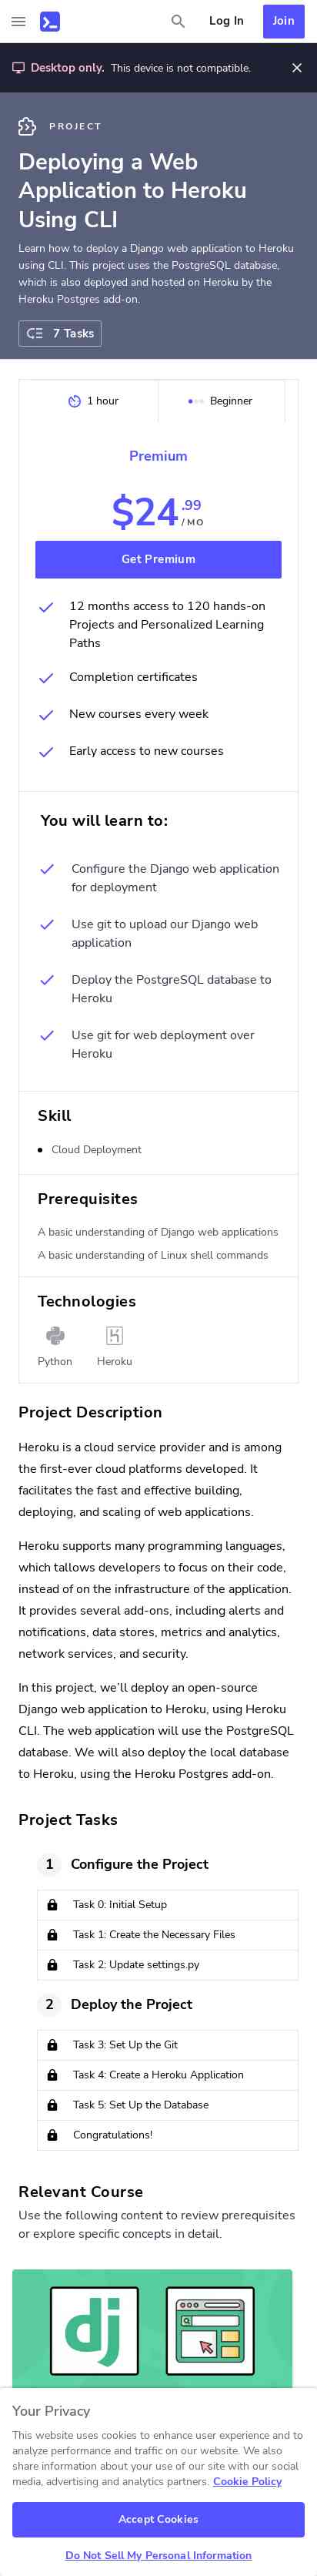 Log In
Join
Desktop only. This device is not compatible.
PROJECT
Deploying a Web
Application to Heroku
Using CLI
Learn how to deploy a Django web application to Heroku
using CLI. This project uses the PostgreSQL database,
which is also deployed and hosted on Heroku by the
Heroku Postgres add-on.
7 Tasks
1 hour
Beginner
Premium
$24.99
/ MO
Get Premium
12 months access to 120 hands-on
Projects and Personalized Learning
Paths
Completion certificates
New courses every week
Early access to new courses
You will learn to:
Configure the Django web application
for deployment
Use git to upload our Django web
application
Deploy the PostgreSQL database to
Heroku
Use git for web deployment over
Heroku
Skill
Cloud Deployment
Prerequisites
A basic understanding of Django web applications
A basic understanding of Linux shell commands
Technologies
Python
Heroku
Project Description
Heroku is a cloud service provider and is among
the first-ever cloud platforms developed. It
facilitates the fast and effective building,
deploying, and scaling of web applications.
Heroku supports many programming languages,
which tallows developers to focus on their code,
instead of on the infrastructure of the application.
It provides several add-ons, including alerts and
notifications, data stores, metrics and analytics,
network services, and security.
In this project, we’ll deploy an open-source
Django web application to Heroku, using Heroku
CLI. The web application will use the PostgreSQL
database. We will also deploy the local database
to Heroku, using the Heroku Postgres add-on.
Project Tasks
1 Configure the Project
Task 0: Initial Setup
Task 1: Create the Necessary Files
Task 2: Update settings.py
2 Deploy the Project
Task 3: Set Up the Git
Task 4: Create a Heroku Application
Task 5: Set Up the Database
Congratulations!
Relevant Course
Use the following content to review prerequisites
or explore specific concepts in detail.
dj
Your Privacy
This website uses cookies to enhance user experience and to
analyze performance and traffic on our website. We also
share information about your use of our site with our social
media, advertising and analytics partners. Cookie Policy
Accept Cookies
Do Not Sell My Personal Information